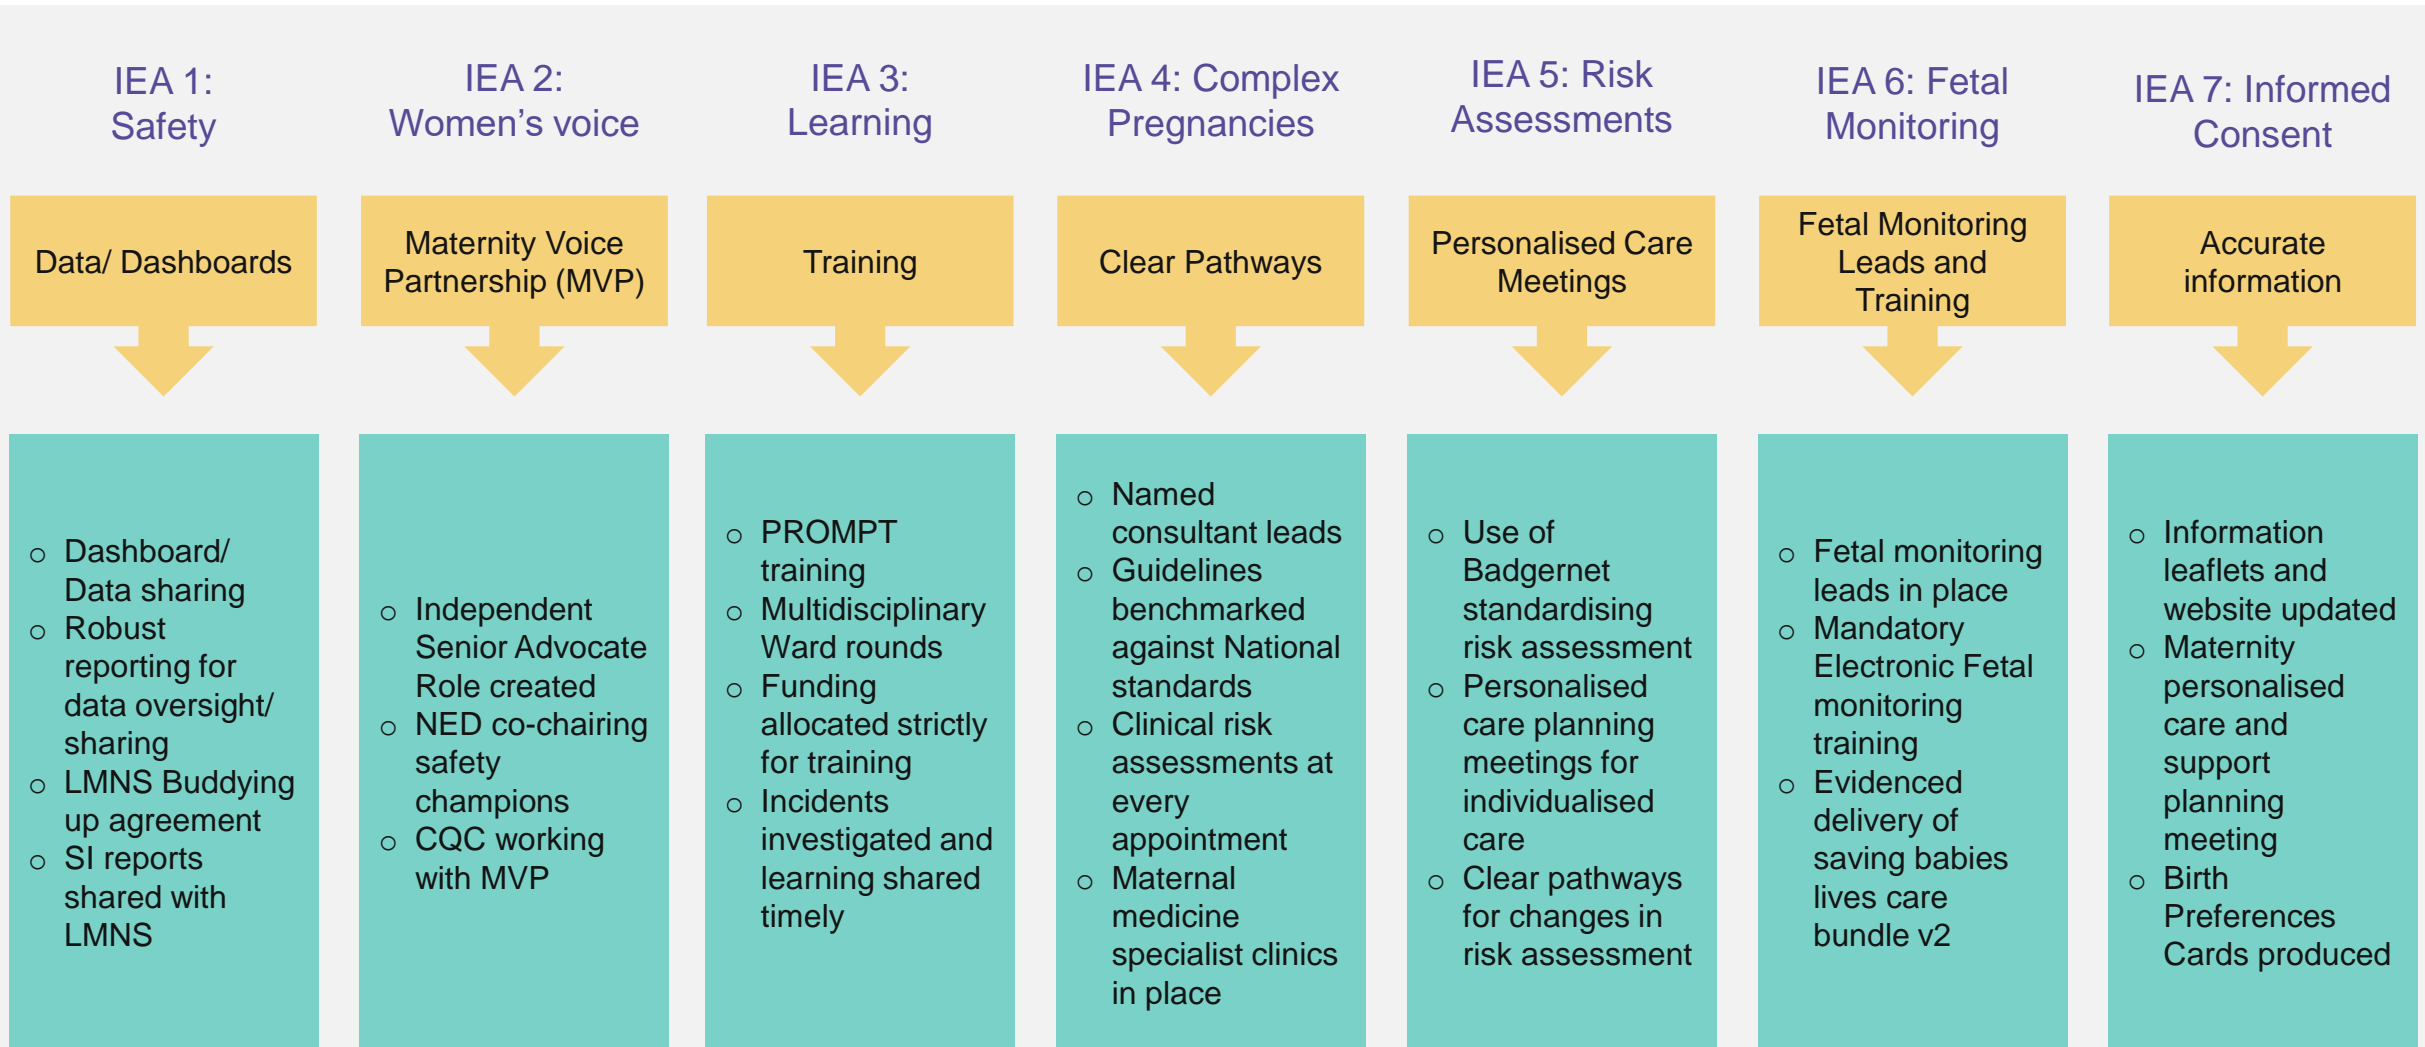 IEA 1:
Safety
Data/ Dashboards
o Dashboard/
Data sharing
o Robust
reporting for
data oversight/
sharing
o LMNS Buddying
up agreement
o SI reports
shared with
LMNS
IEA 2:
Women’s voice
Maternity Voice
Partnership (MVP)
o Independent
Senior Advocate
Role created
o NED co-chairing
safety
champions
o CQC working
with MVP
IEA 3:
Learning
Training
o PROMPT
training
o Multidisciplinary
Ward rounds
o Funding
allocated strictly
for training
o Incidents
investigated and
learning shared
timely
IEA 4: Complex
Pregnancies
Clear Pathways
o Named
consultant leads
o Guidelines
benchmarked
against National
standards
o Clinical risk
assessments at
every
appointment
o Maternal
medicine
specialist clinics
in place
IEA 5: Risk
Assessments
Personalised Care
Meetings
o Use of
Badgernet
standardising
risk assessment
o Personalised
care planning
meetings for
individualised
care
o Clear pathways
for changes in
risk assessment
IEA 6: Fetal
Monitoring
Fetal Monitoring
Leads and
Training
o Fetal monitoring
leads in place
o Mandatory
Electronic Fetal
monitoring
training
o Evidenced
delivery of
saving babies
lives care
bundle v2
IEA 7: Informed
Consent
Accurate
information
o Information
leaflets and
website updated
o Maternity
personalised
care and
support
planning
meeting
o Birth
Preferences
Cards produced